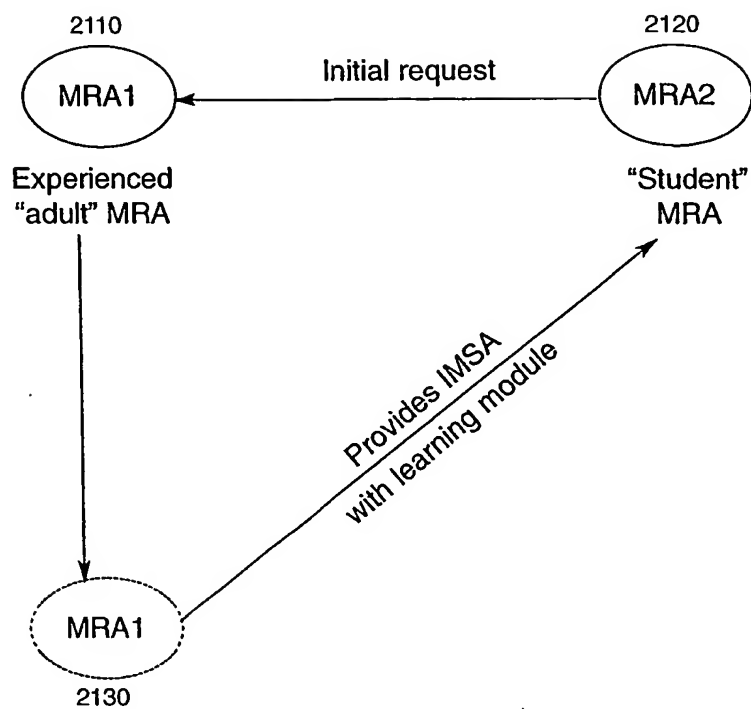 2110
2120
MRA1
Initial request
MRA2
Experienced
“adult” MRA
“Student”
MRA
Provides IMSA
with learning module
MRA1
2130